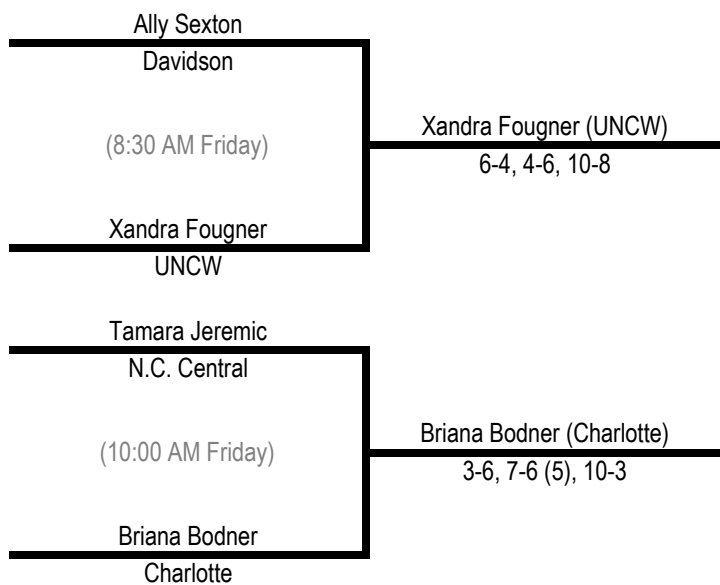 Ally Sexton
Davidson
(8:30 AM Friday)
Xandra Fougner (UNCW)
6-4, 4-6, 10-8
Xandra Fougner
UNCW
Tamara Jeremic
N.C. Central
(10:00 AM Friday)
Briana Bodner (Charlotte)
3-6, 7-6 (5), 10-3
Briana Bodner
Charlotte